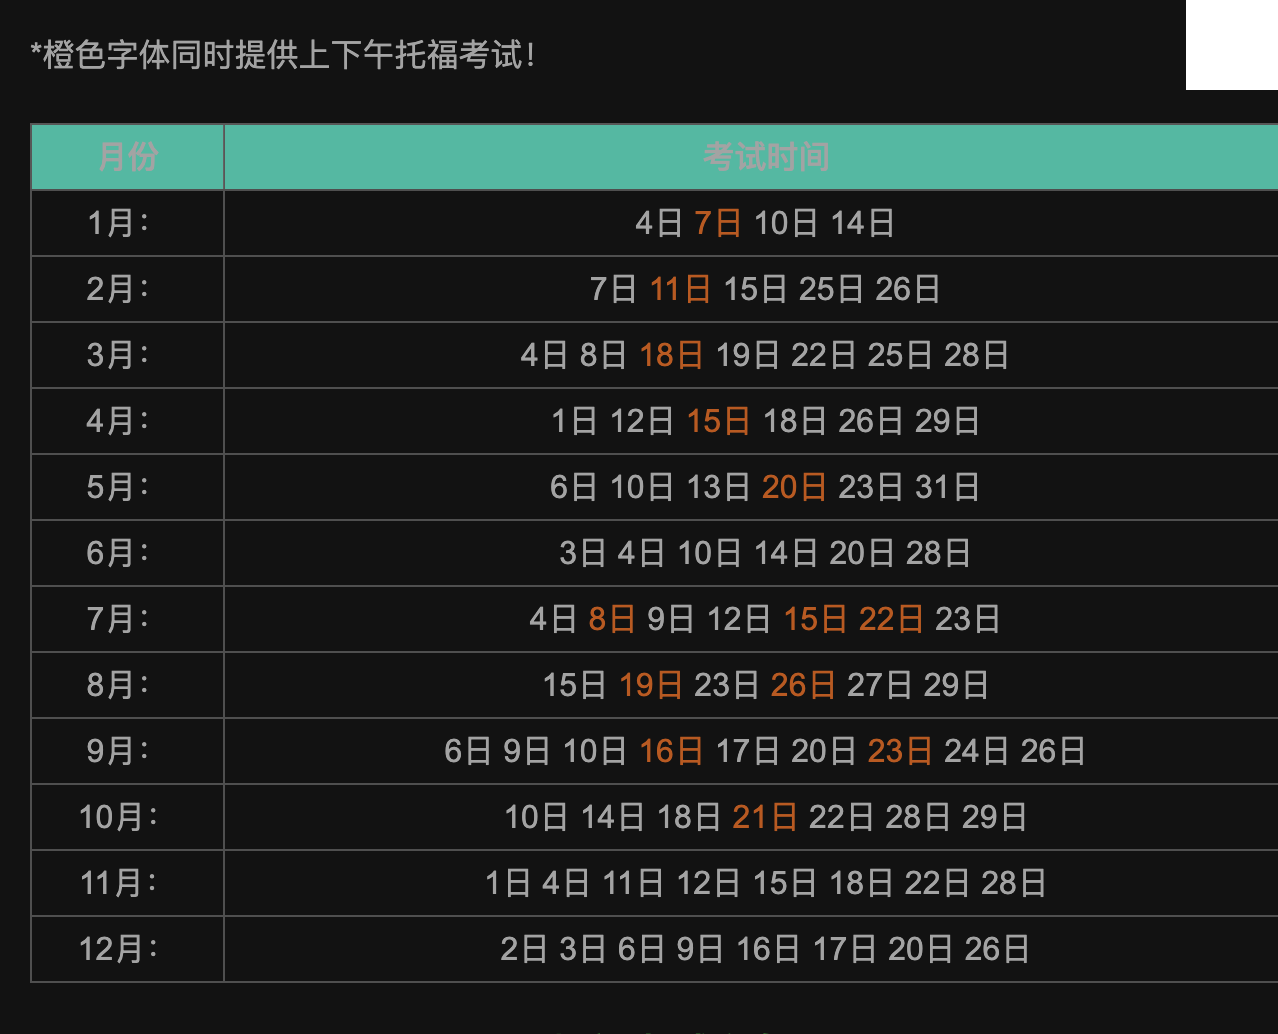 *橙色字体同时提供上下午托福考试！
月份 考试时间
1月： 4日 7日 10日 14日
2月： 7日 11日 15日 25日 26日
3月： 4日 8日 18日 19日 22日 25日 28日
4月： 1日 12日 15日 18日 26日 29日
5月： 6日 10日 13日 20日 23日 31日
6月： 3日 4日 10日 14日 20日 28日
7月： 4日 8日 9日 12日 15日 22日 23日
8月： 15日 19日 23日 26日 27日 29日
9月： 6日 9日 10日 16日 17日 20日 23日 24日 26日
10月： 10日 14日 18日 21日 22日 28日 29日
11月： 1日 4日 11日 12日 15日 18日 22日 28日
12月： 2日 3日 6日 9日 16日 17日 20日 26日